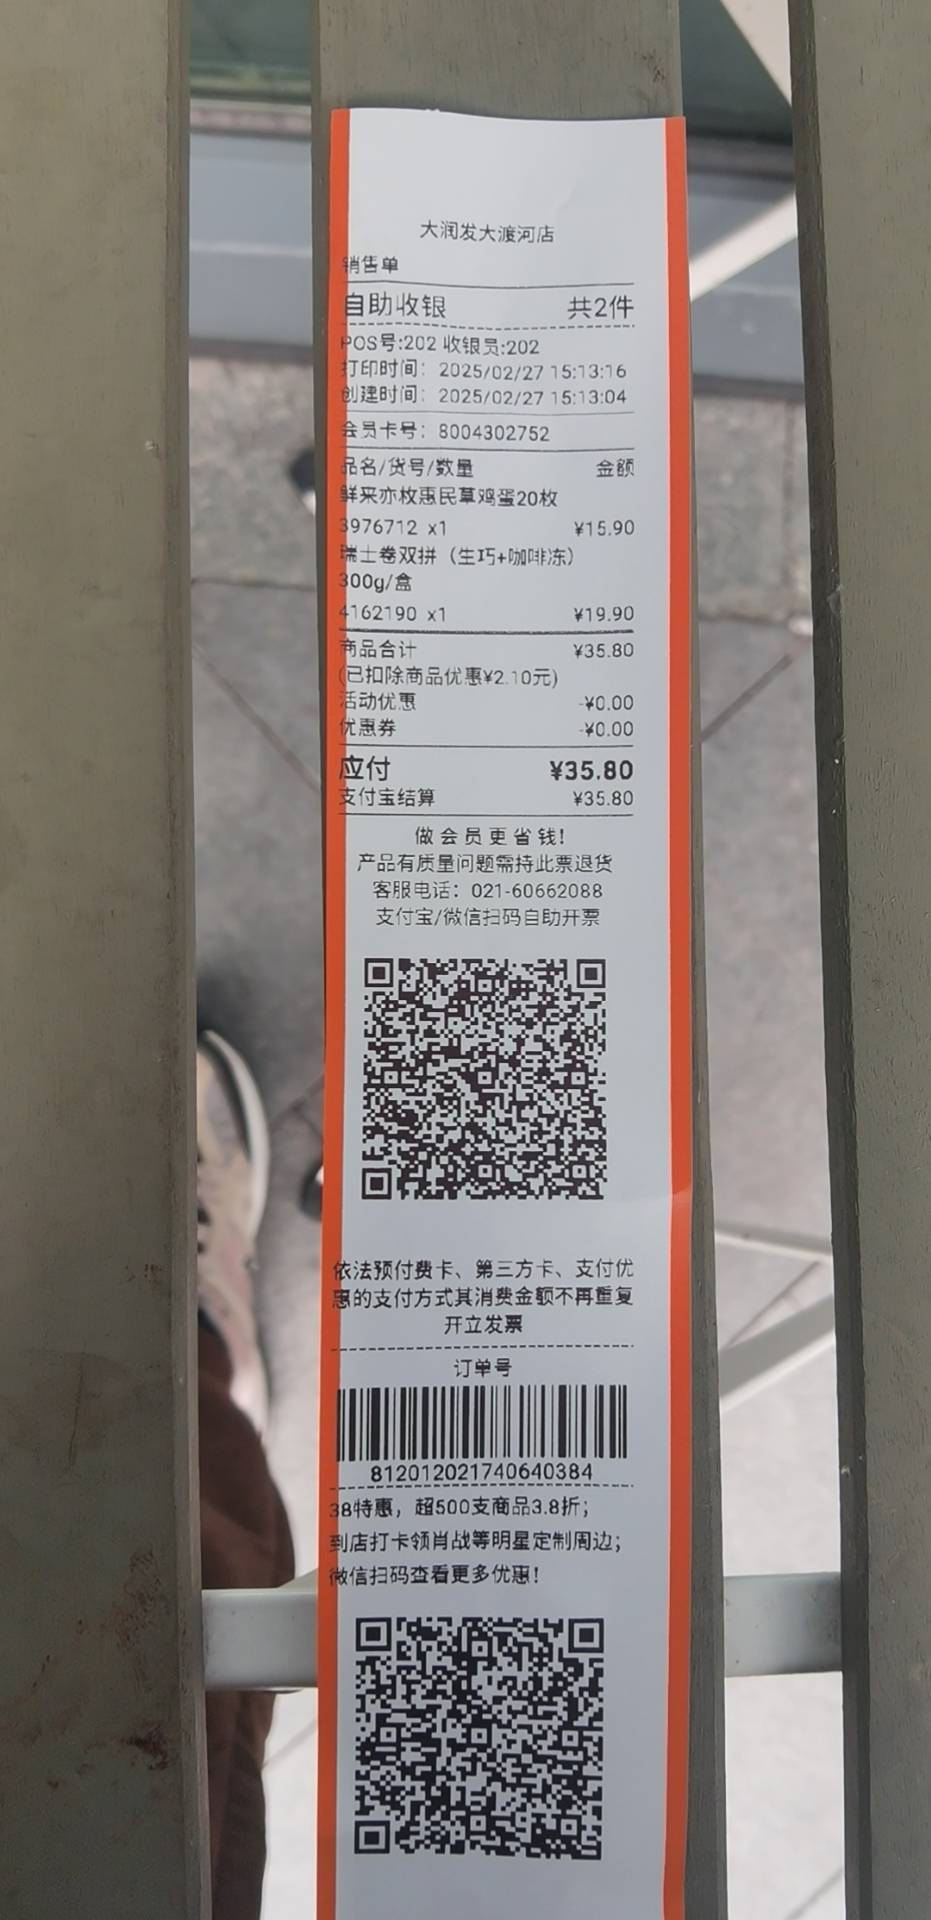 大润发大渡河店
销售单
自助收银 共2件
POS号:202 收银员:202
打印时间: 2025/02/27 15:13:16
创建时间: 2025/02/27 15:13:04
会员卡号: 8004302752
品名/货号/数量 金额
鲜来亦枚惠民草鸡蛋20枚
3976712 x1 ¥15.90
瑞士卷双拼（生巧+咖啡冻）
300g/盒
4162190 x1 ¥19.90
商品合计 ¥35.80
(已扣除商品优惠¥2.10元)
活动优惠 -¥0.00
优惠券 -¥0.00
应付 ¥35.80
支付宝结算 ¥35.80
做会员更省钱!
产品有质量问题需持此票退货
客服电话: 021-60662088
支付宝/微信扫码自助开票
依法预付费卡、第三方卡、支付优
惠的支付方式其消费金额不再重复
开立发票
订单号
812012021740640384
38特惠，超500支商品3.8折;
到店打卡领肖战等明星定制周边;
微信扫码查看更多优惠!